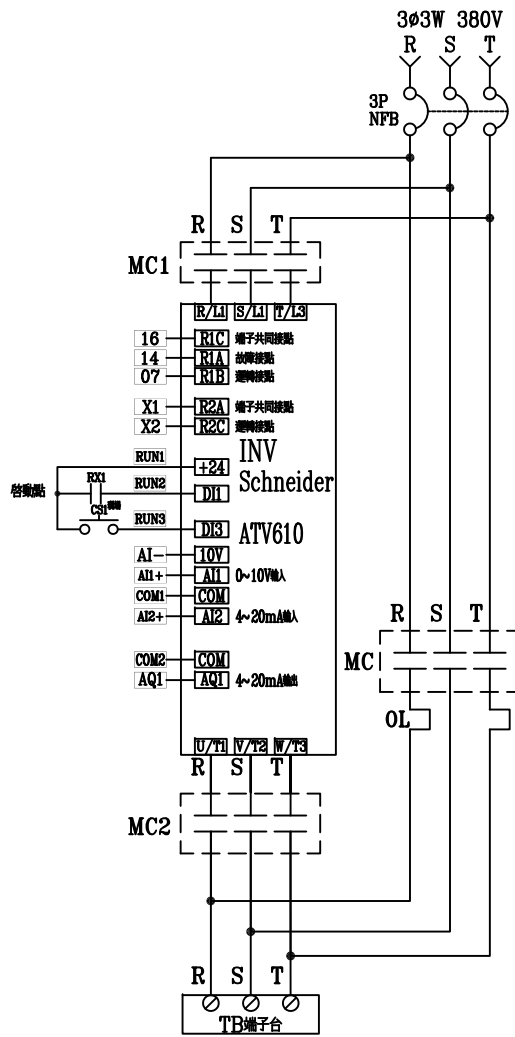 3ø3W 380V
R S T
3P
NFB
R S T
MC1
R/L1 S/L1 T/L3
16 R1C 端子共同接點
14 R1A 故障接點
07 R1B 運轉接點
X1 R2A 端子共同接點
X2 R2C 運轉接點
RUN1 +24
INV
Schneider
啓動點 RX1 RUN2 DI1
CS1
RUN3 DI3
ATV610
AI- 10V
AI1+ AI1 0~10V輸入
COM1 COM
AI2+ AI2 4~20mA輸入
COM2 COM
AQ1 AQ1 4~20mA輸出
R S T
MC
OL
U/T1 V/T2 W/T3
R S T
MC2
R S T
TB端子台